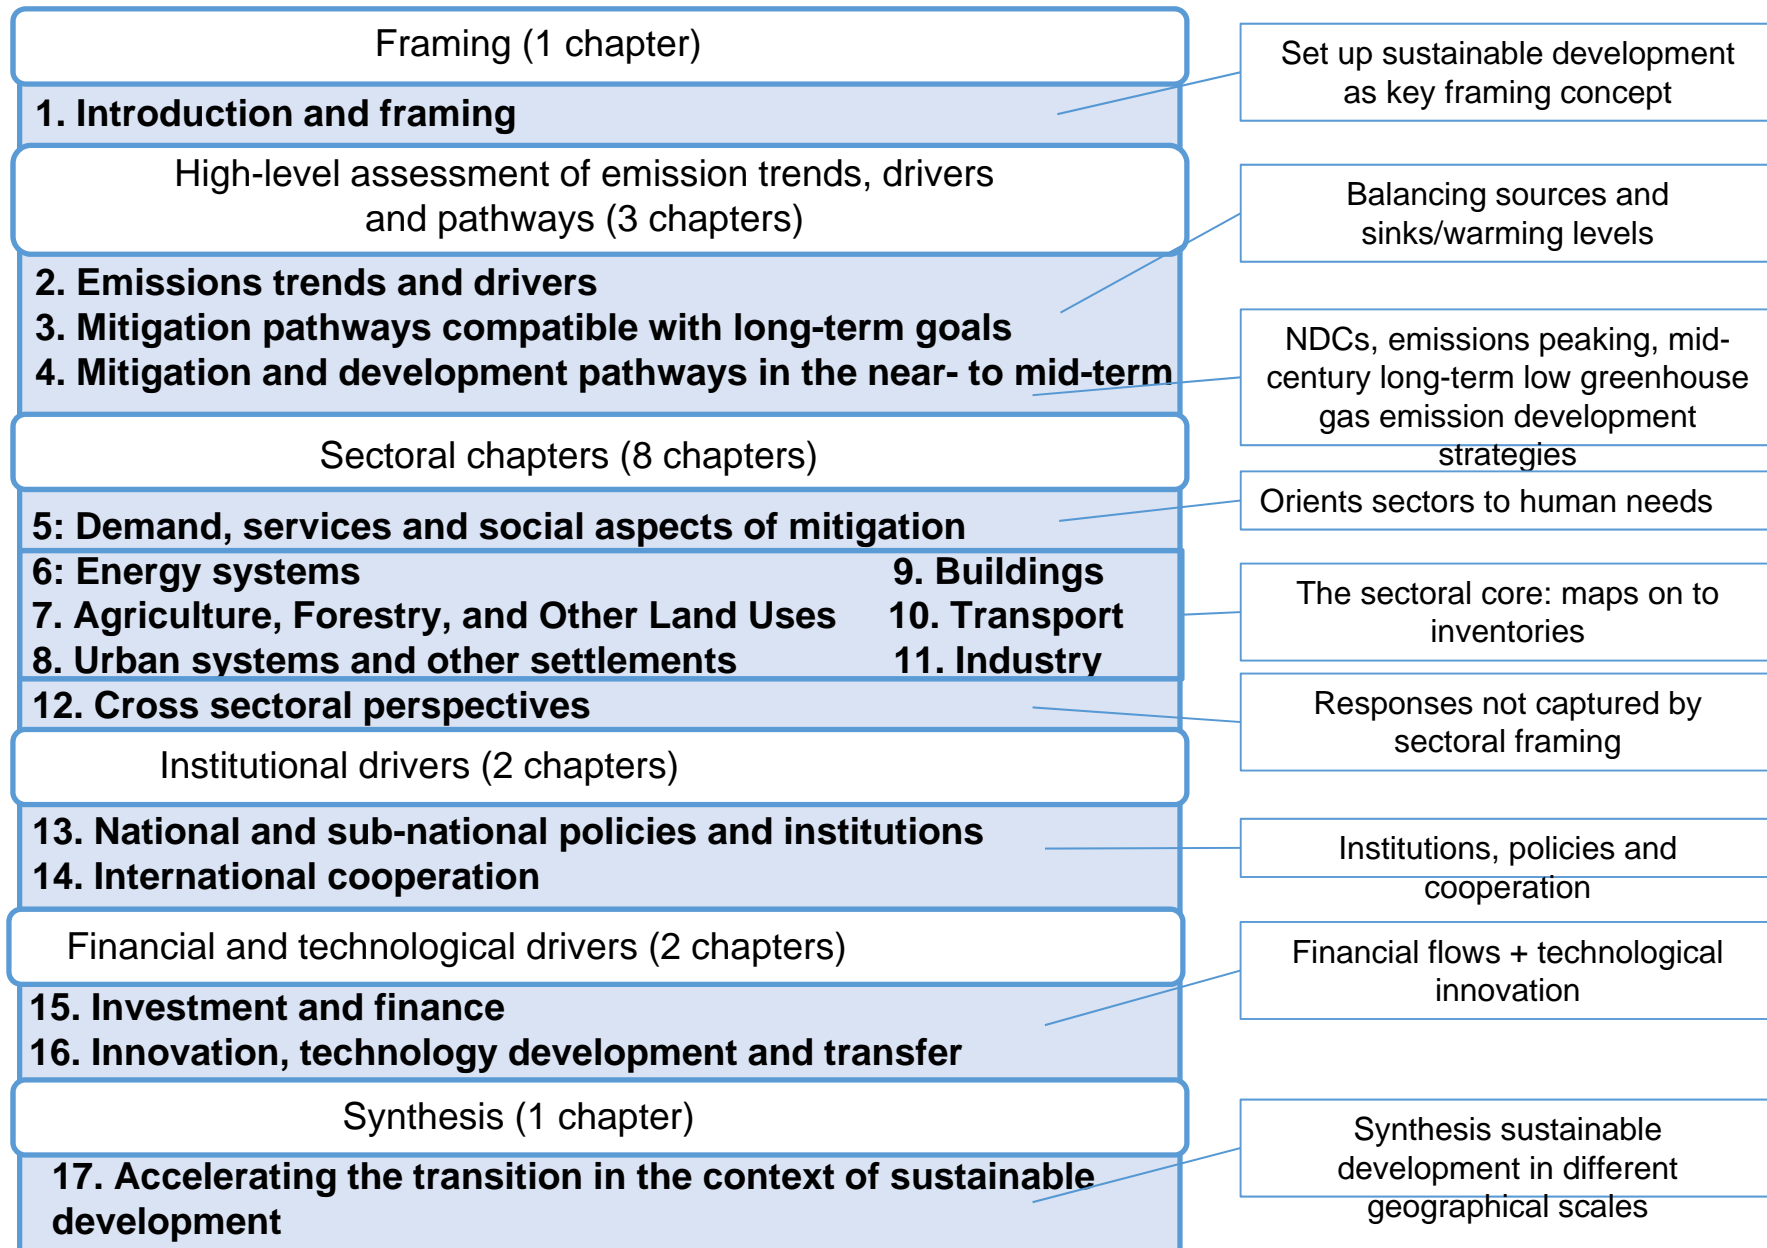 Framing (1 chapter)
1. Introduction and framing
Set up sustainable development
as key framing concept
High-level assessment of emission trends, drivers
and pathways (3 chapters)
2. Emissions trends and drivers
3. Mitigation pathways compatible with long-term goals
4. Mitigation and development pathways in the near- to mid-term
Balancing sources and
sinks/warming levels
NDCs, emissions peaking, mid-
century long-term low greenhouse
gas emission development
strategies
Sectoral chapters (8 chapters)
5: Demand, services and social aspects of mitigation
Orients sectors to human needs
6: Energy systems
7. Agriculture, Forestry, and Other Land Uses
8. Urban systems and other settlements
9. Buildings
10. Transport
11. Industry
The sectoral core: maps on to
inventories
12. Cross sectoral perspectives
Responses not captured by
sectoral framing
Institutional drivers (2 chapters)
13. National and sub-national policies and institutions
14. International cooperation
Institutions, policies and
cooperation
Financial and technological drivers (2 chapters)
15. Investment and finance
16. Innovation, technology development and transfer
Financial flows + technological
innovation
Synthesis (1 chapter)
17. Accelerating the transition in the context of sustainable
development
Synthesis sustainable
development in different
geographical scales